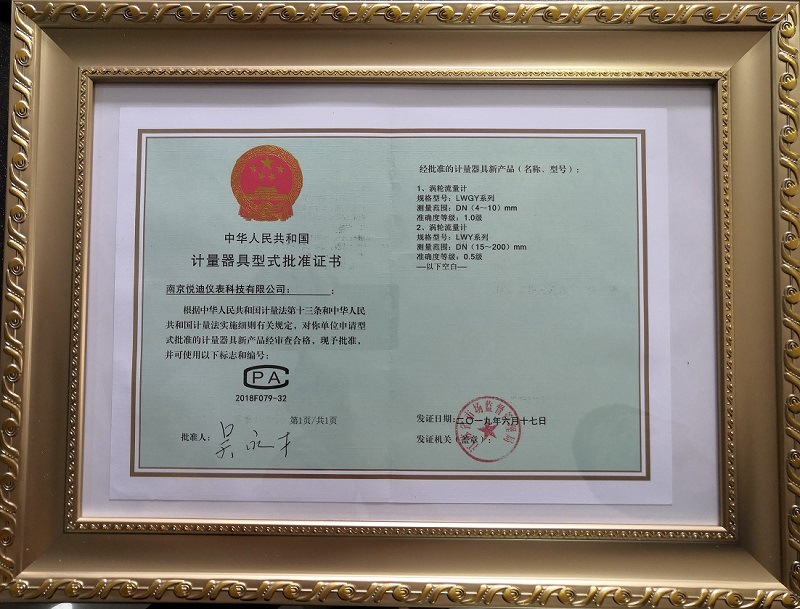 中华人民共和国
计量器具型式批准证书
南京悦迪仪表科技有限公司：
根据中华人民共和国计量法第十三条和中华人民共和国计量法实施细则有关规定，对你单位申请型
式批准的计量器具新产品经审查合格，现予批准，
并可使用以下标志和编号：
CPA
2018F079-32
第1页/共1页
批准人：
经批准的计量器具新产品（名称、型号）：
1、涡轮流量计
规格型号：LWGY系列
测量范围：DN（4～10）mm
准确度等级：1.0级
2、涡轮流量计
规格型号：LWY系列
测量范围：DN（15～200）mm
准确度等级：0.5级
—以下空白—
发证日期：二〇一九年六月十七日
发证机关（盖章）：